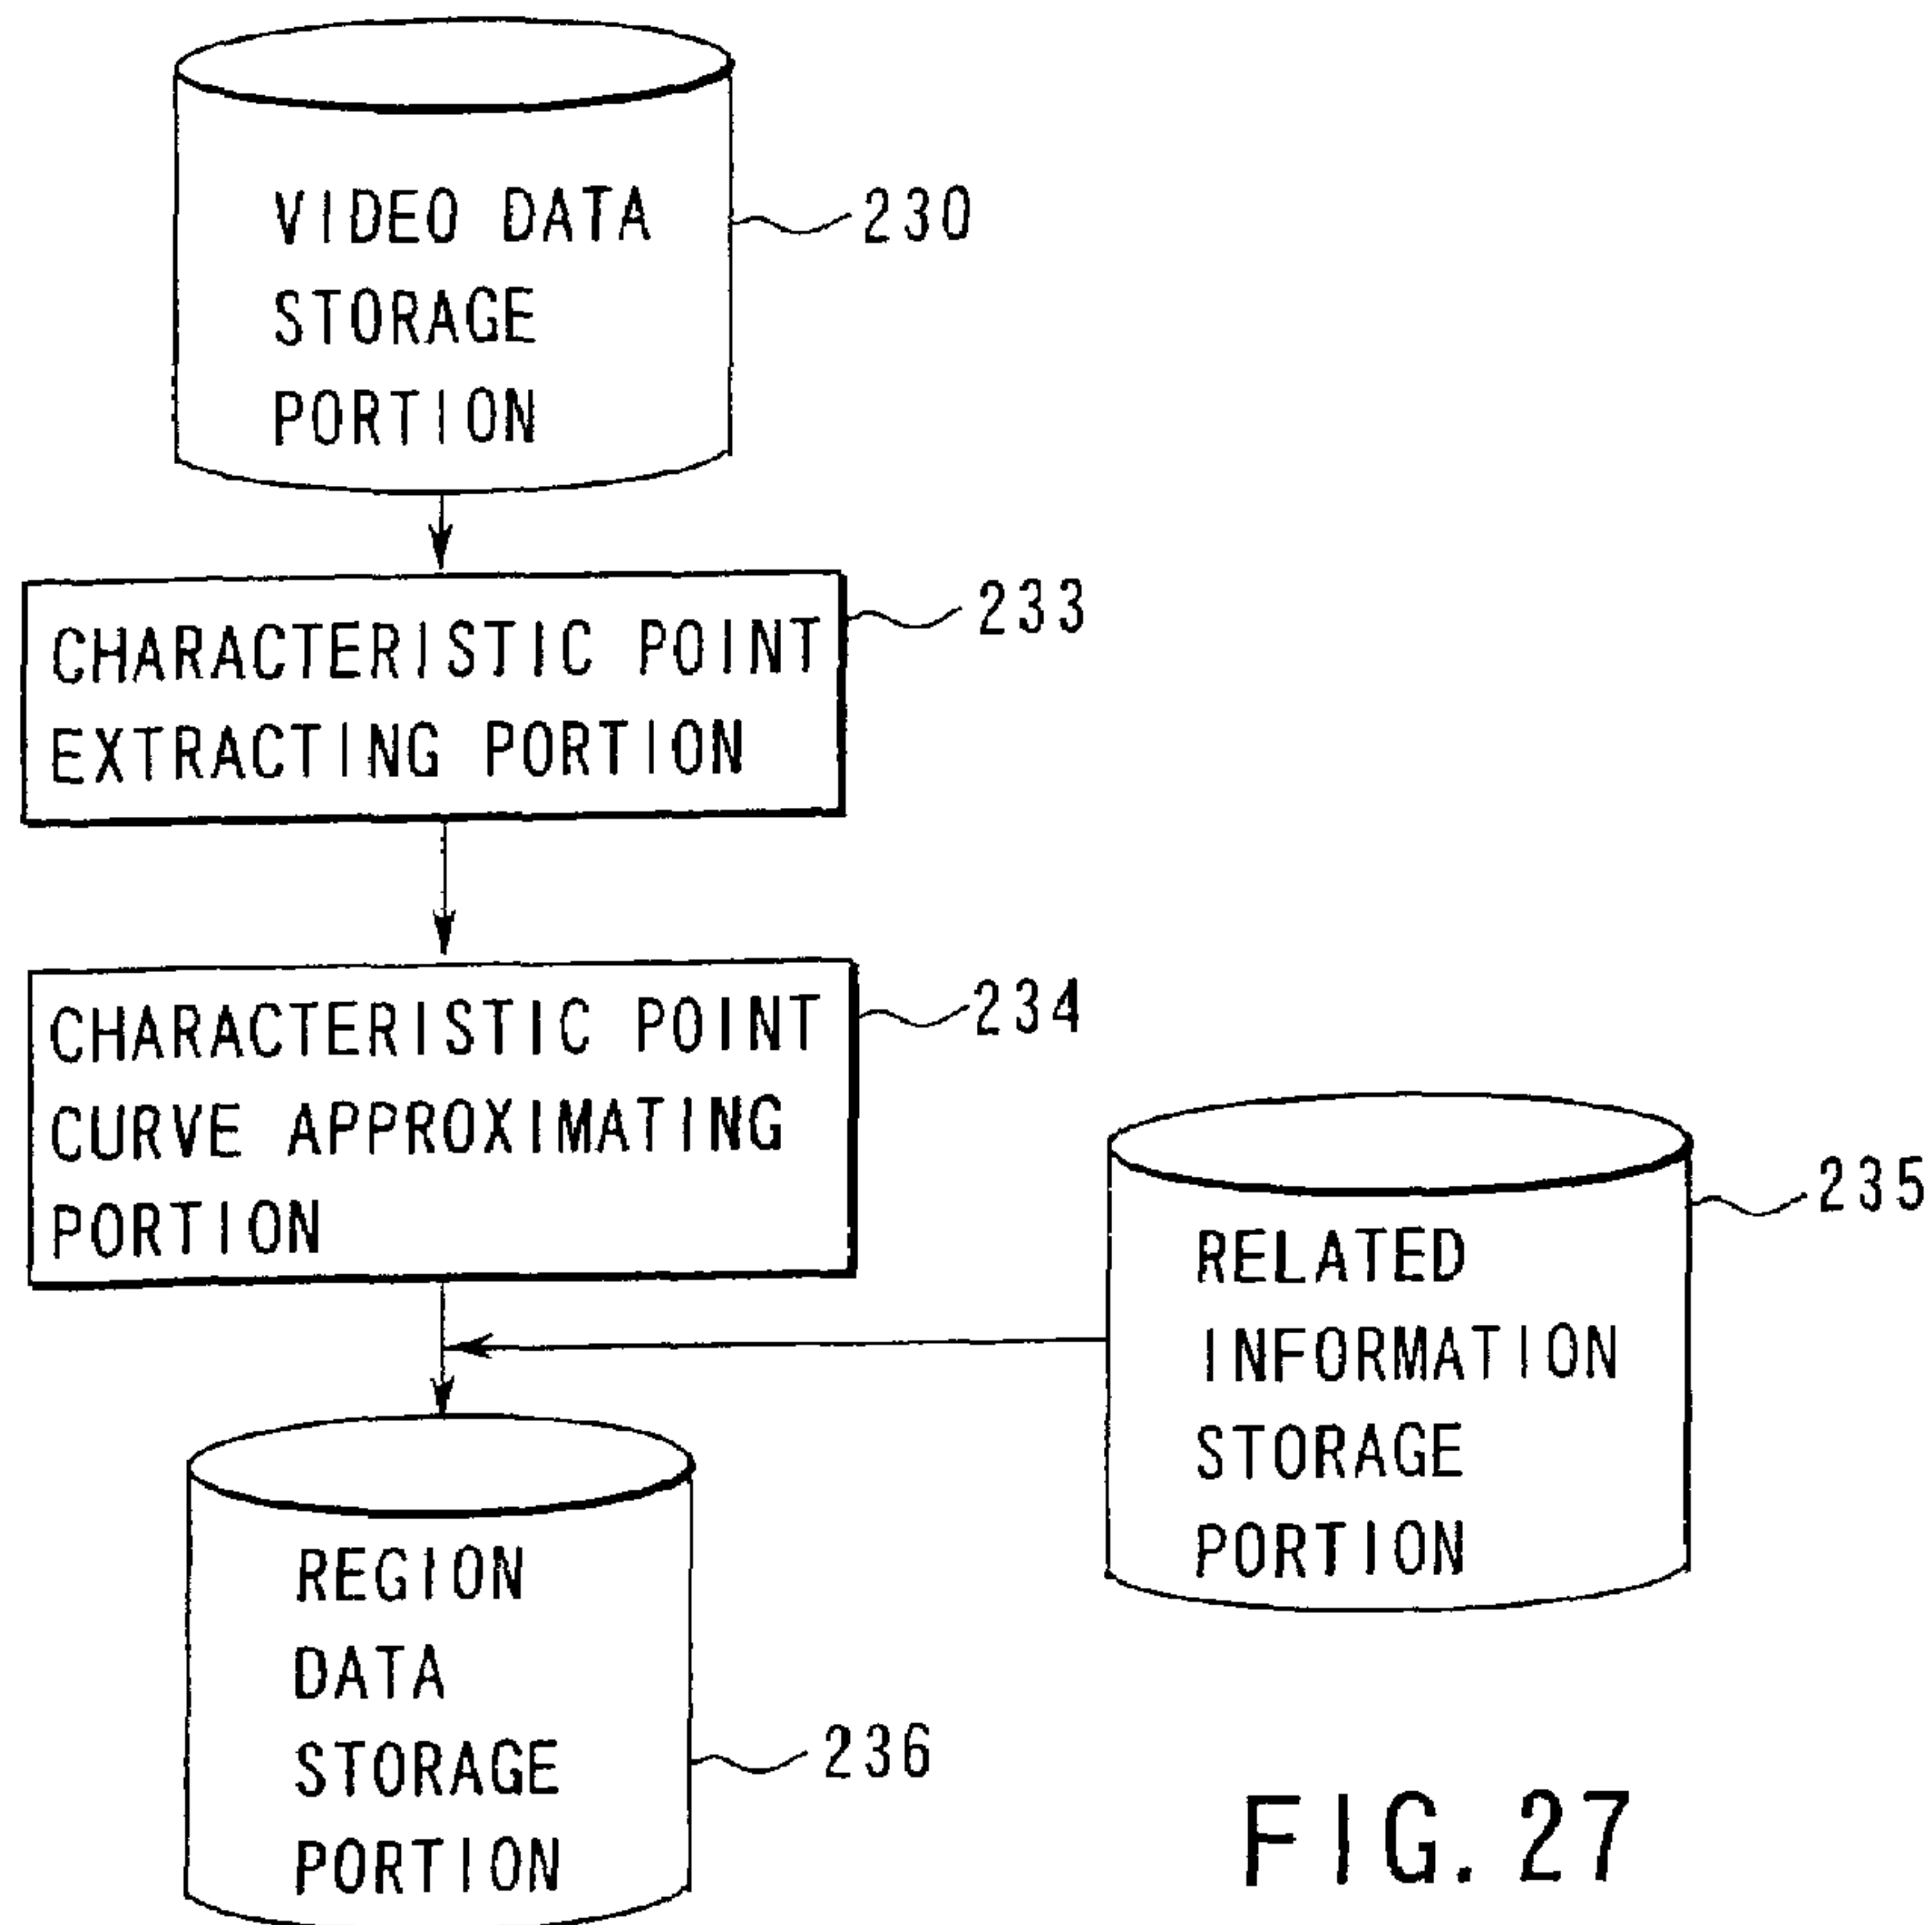 VIDEO DATA
STORAGE
PORTION
230
CHARACTERISTIC POINT
EXTRACTING PORTION
233
CHARACTERISTIC POINT
CURVE APPROXIMATING
PORTION
234
RELATED
INFORMATION
STORAGE
PORTION
235
REGION
DATA
STORAGE
PORTION
236
FIG. 27